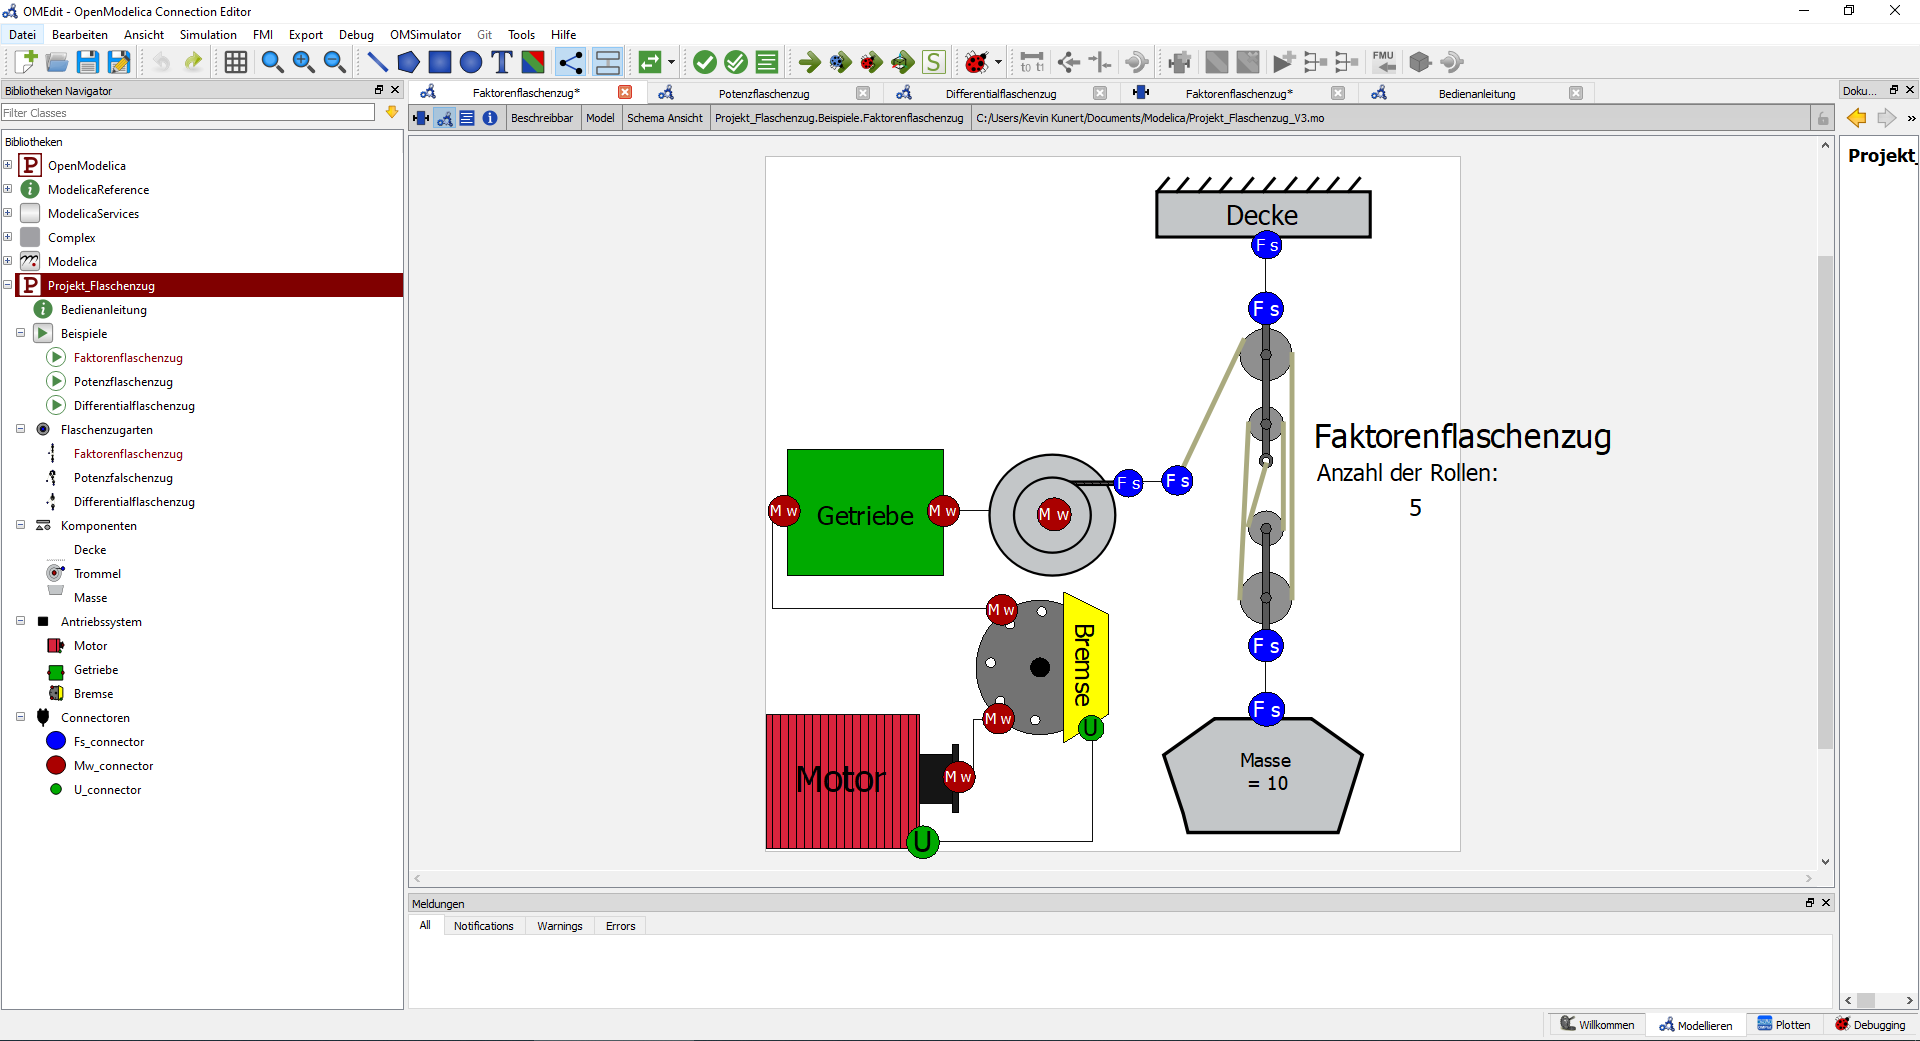 OMEdit - OpenModelica Connection Editor
Datei Bearbeiten Ansicht Simulation FMI Export Debug OMSimulator Git Tools Hilfe
T S to t1 FMU
Bibliotheken Navigator
Faktorenflaschenzug* Potenzflaschenzug Differentialflaschenzug Faktorenflaschenzug* Bedienanleitung
Doku...
Filter Classes
Beschreibbar Model Schema Ansicht Projekt_Flaschenzug.Beispiele.Faktorenflaschenzug C:/Users/Kevin Kunert/Documents/Modelica/Projekt_Flaschenzug_V3.mo
»
Bibliotheken
P OpenModelica
i ModelicaReference
ModelicaServices
Complex
Modelica
P Projekt_Flaschenzug
i Bedienanleitung
Beispiele
Faktorenflaschenzug
Potenzflaschenzug
Differentialflaschenzug
Flaschenzugarten
Faktorenflaschenzug
Potenzfalschenzug
Differentialflaschenzug
Komponenten
Decke
Trommel
Masse
Antriebssystem
Motor
Getriebe
Bremse
Connectoren
Fs_connector
Mw_connector
U_connector
Projekt_
Decke
F s
F s
Faktorenflaschenzug
Anzahl der Rollen:
5
F s F s
M w Getriebe M w M w
M w
Bremse
M w
U
F s
F s
Masse
= 10
Motor
M w
U
Meldungen
All Notifications Warnings Errors
Willkommen Modellieren Plotten Debugging